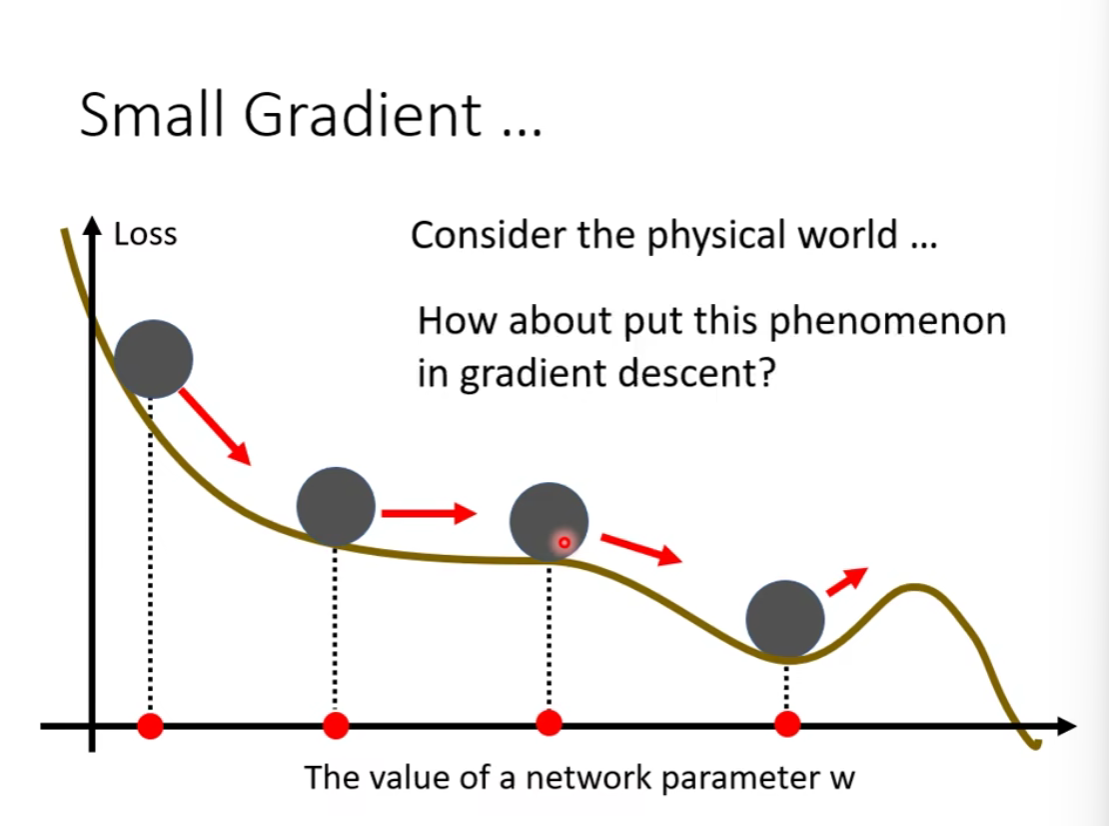 Small Gradient ...
Loss
Consider the physical world ...
How about put this phenomenon
in gradient descent?
The value of a network parameter w